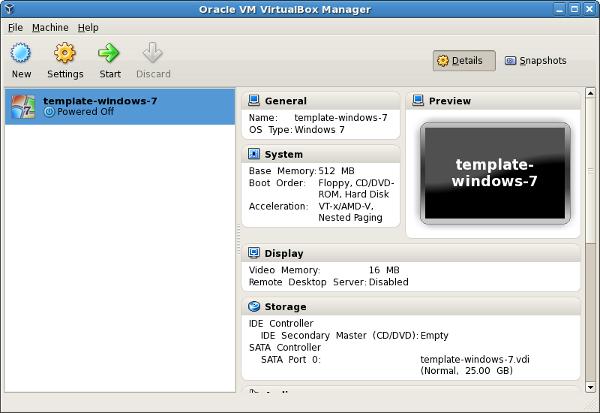 Oracle VM VirtualBox Manager
File Machine Help
New
Settings
Start
Discard
Details
Snapshots
template-windows-7
Powered Off
General
Name: template-windows-7
OS Type: Windows 7
System
Base Memory: 512 MB
Boot Order: Floppy, CD/DVD-
ROM, Hard Disk
Acceleration: VT-x/AMD-V,
Nested Paging
Preview
template-
windows-7
Display
Video Memory: 16 MB
Remote Desktop Server: Disabled
Storage
IDE Controller
IDE Secondary Master (CD/DVD): Empty
SATA Controller
SATA Port 0: template-windows-7.vdi
(Normal, 25.00 GB)